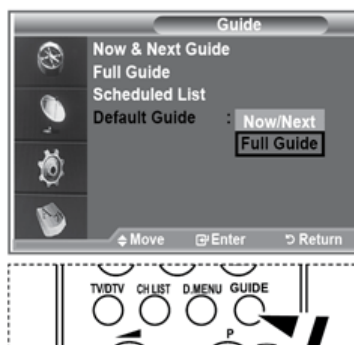 Guide
Now & Next Guide
Full Guide
Scheduled List
Default Guide : Now/Next
Full Guide
Move Enter Return
TV/DTV CH LIST D.MENU GUIDE
P